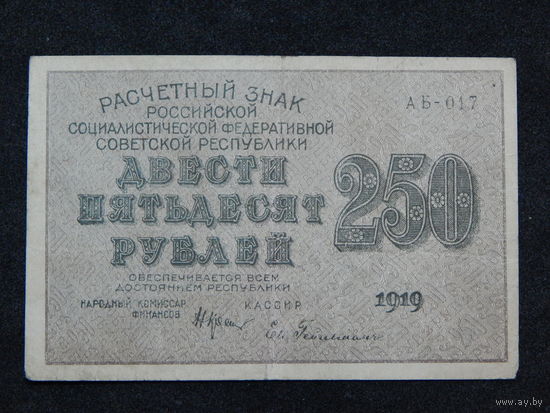 РАСЧЕТНЫЙ ЗНАК
РОССИЙСКОЙ
СОЦИАЛИСТИЧЕСКОЙ ФЕДЕРАТИВНОЙ
СОВЕТСКОЙ РЕСПУБЛИКИ
АБ-017
ДВЕСТИ
ПЯТЬДЕСЯТ
РУБЛЕЙ
250
ОБЕСПЕЧИВАЕТСЯ ВСЕМ
ДОСТОЯНИЕМ РЕСПУБЛИКИ
НАРОДНЫЙ КОМИССАР
ФИНАНСОВ
КАССИР
1919
www.ay.by